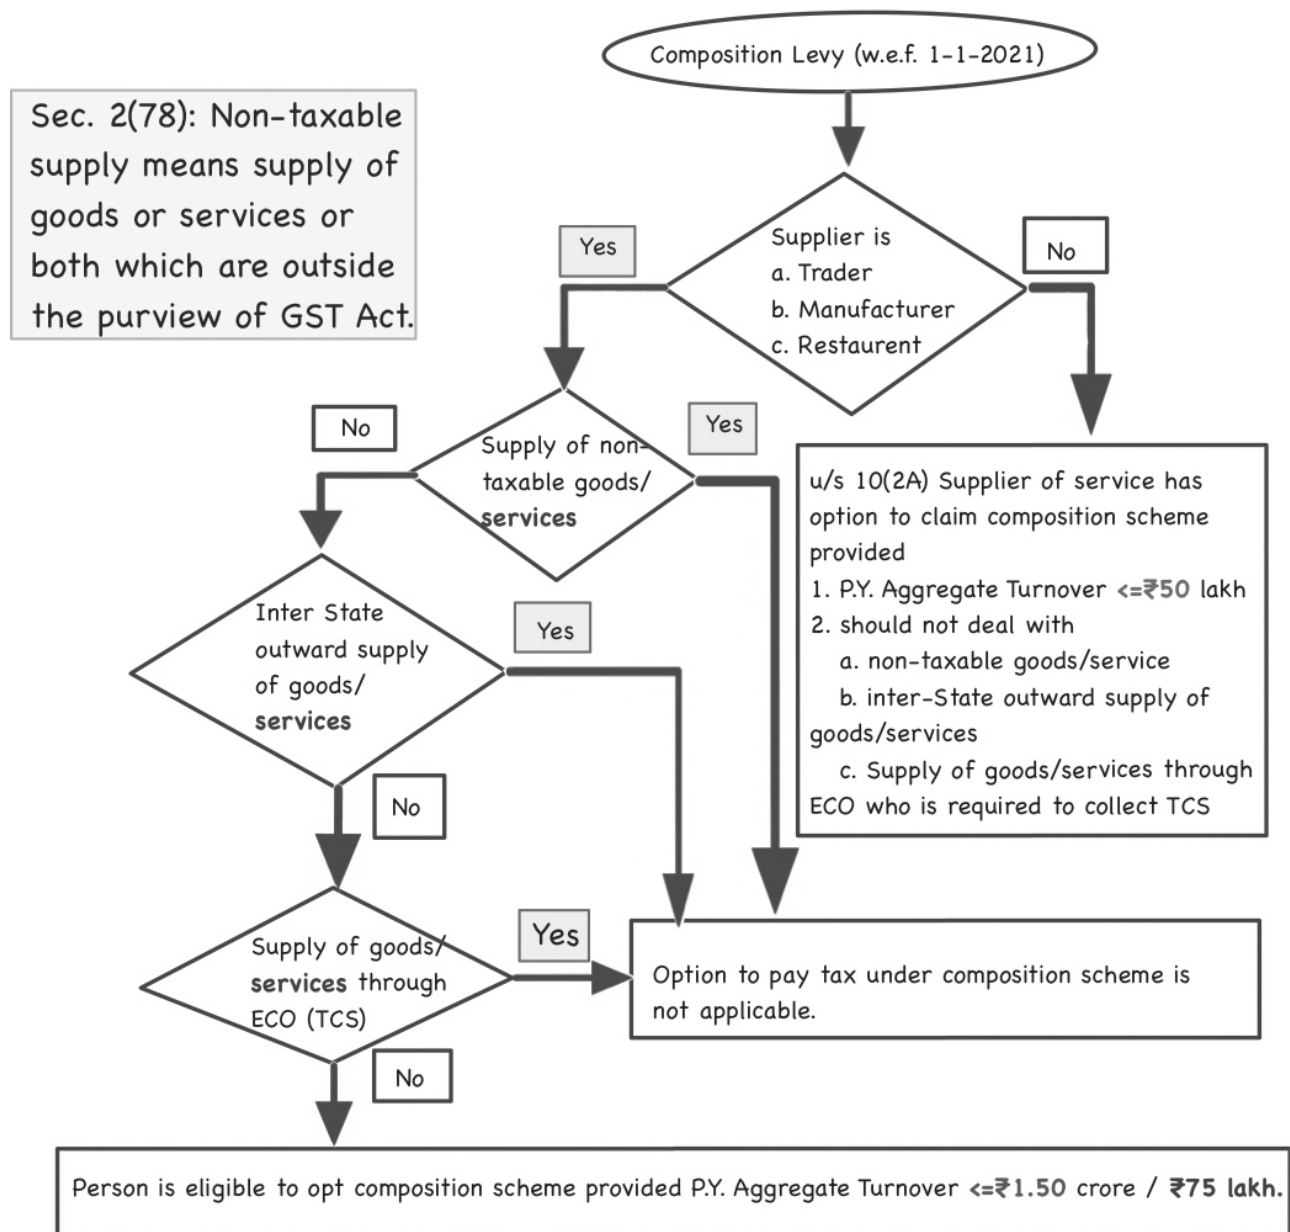 Composition Levy (w.e.f. 1-1-2021)
Sec. 2(78): Non-taxable
supply means supply of
goods or services or
both which are outside
the purview of GST Act.
Supplier is
a. Trader
b. Manufacturer
c. Restaurent
Yes
No
Supply of non-
taxable goods/
services
No
Yes
u/s 10(2A) Supplier of service has
option to claim composition scheme
provided
1. P.Y. Aggregate Turnover <=₹50 lakh
2. should not deal with
a. non-taxable goods/service
b. inter-State outward supply of
goods/services
c. Supply of goods/services through
ECO who is required to collect TCS
Inter State
outward supply
of goods/
services
Yes
No
Supply of goods/
services through
ECO (TCS)
Yes
Option to pay tax under composition scheme is
not applicable.
No
Person is eligible to opt composition scheme provided P.Y. Aggregate Turnover <=₹1.50 crore / ₹75 lakh.